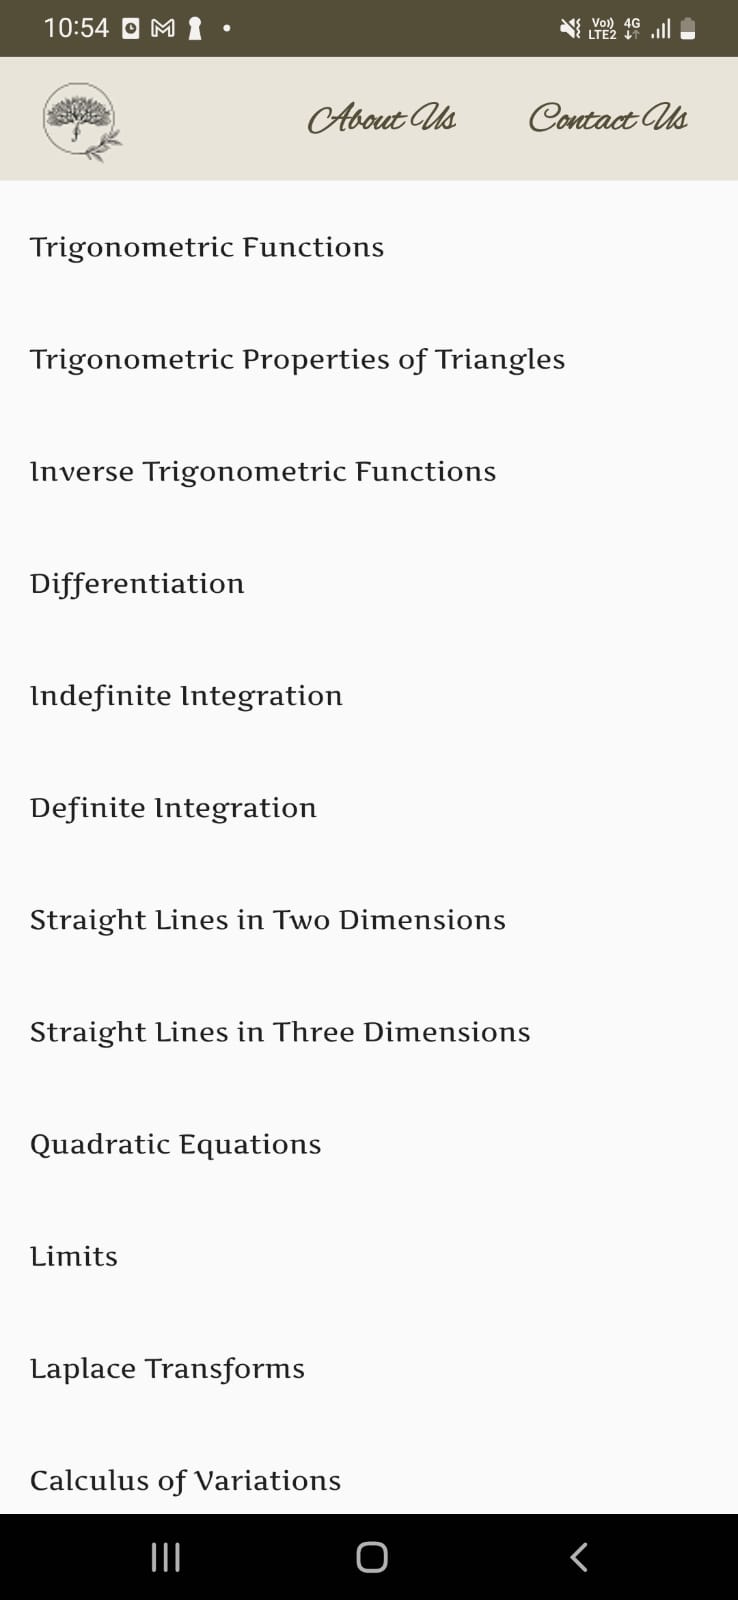 10:54
Vo)) 4G
LTE2
About Us Contact Us
Trigonometric Functions
Trigonometric Properties of Triangles
Inverse Trigonometric Functions
Differentiation
Indefinite Integration
Definite Integration
Straight Lines in Two Dimensions
Straight Lines in Three Dimensions
Quadratic Equations
Limits
Laplace Transforms
Calculus of Variations